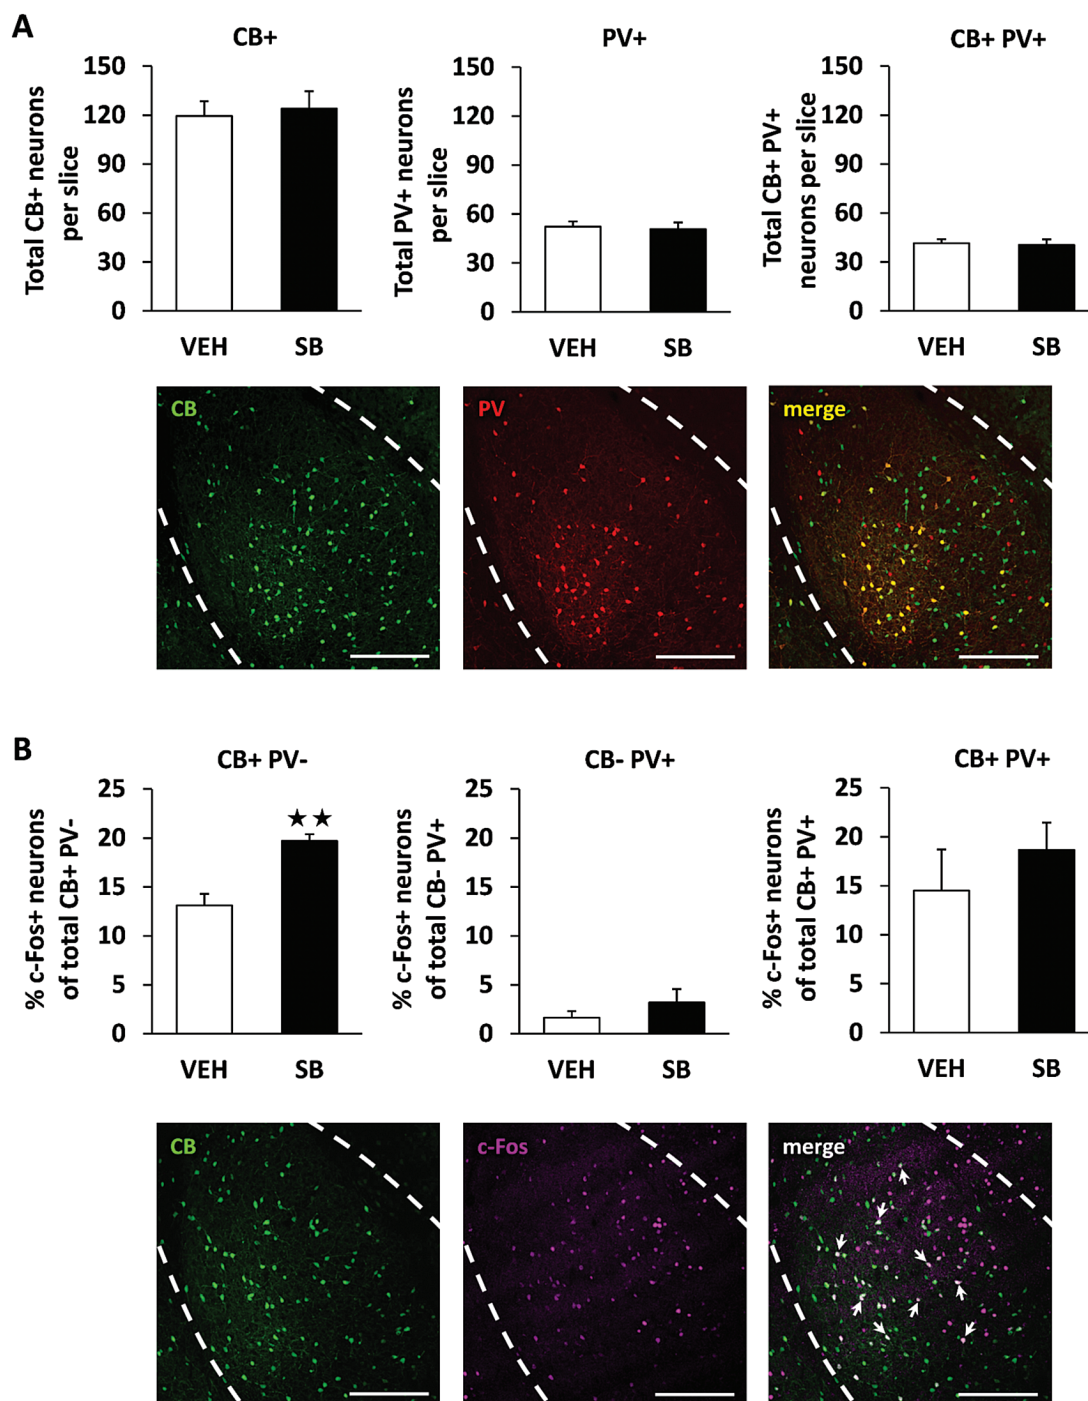 A
CB+
PV+
CB+ PV+
Total CB+ neurons
per slice
150
120
90
60
30
0
VEH
SB
Total PV+ neurons
per slice
150
120
90
60
30
0
VEH
SB
Total CB+ PV+
neurons per slice
150
120
90
60
30
0
VEH
SB
CB
PV
merge
B
CB+ PV-
CB- PV+
CB+ PV+
% c-Fos+ neurons
of total CB+ PV-
25
20
15
10
5
0
★★
VEH
SB
% c-Fos+ neurons
of total CB- PV+
25
20
15
10
5
0
VEH
SB
% c-Fos+ neurons
of total CB+ PV+
25
20
15
10
5
0
VEH
SB
CB
c-Fos
merge